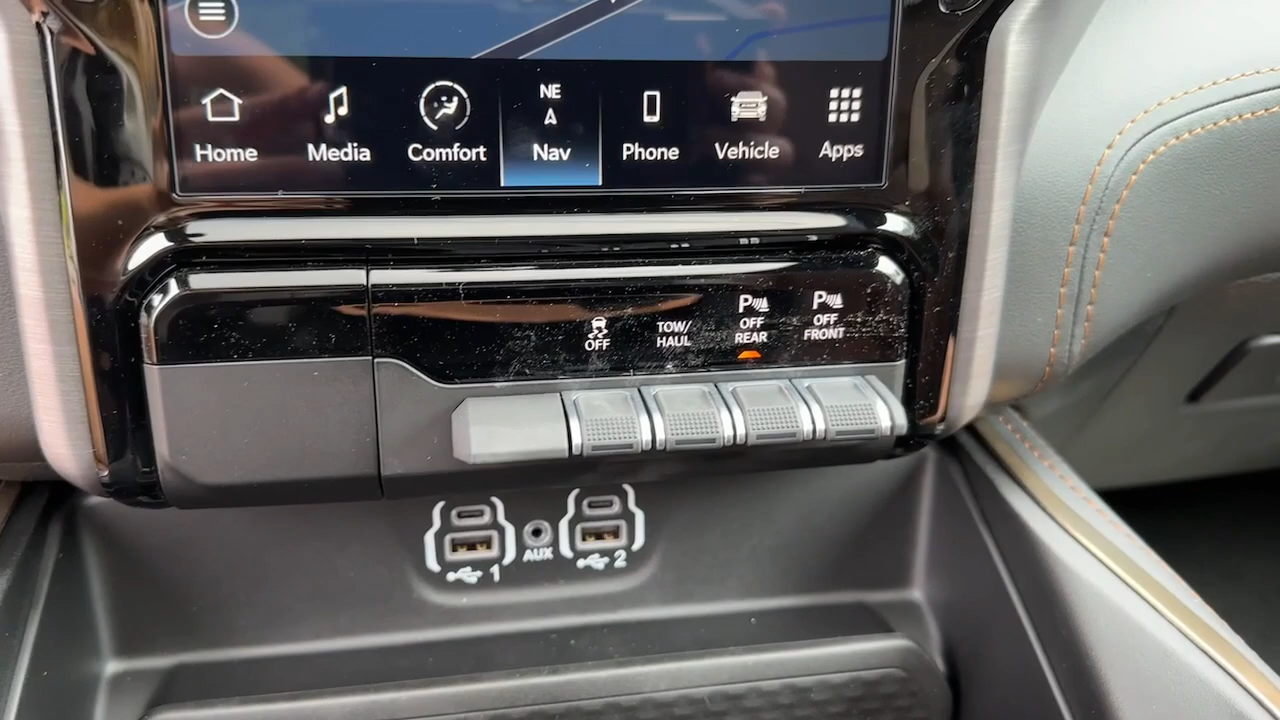 NE
Home Media Comfort Nav Phone Vehicle Apps
OFF
TOW/
HAUL
P
OFF
REAR
P
OFF
FRONT
1 AUX 2